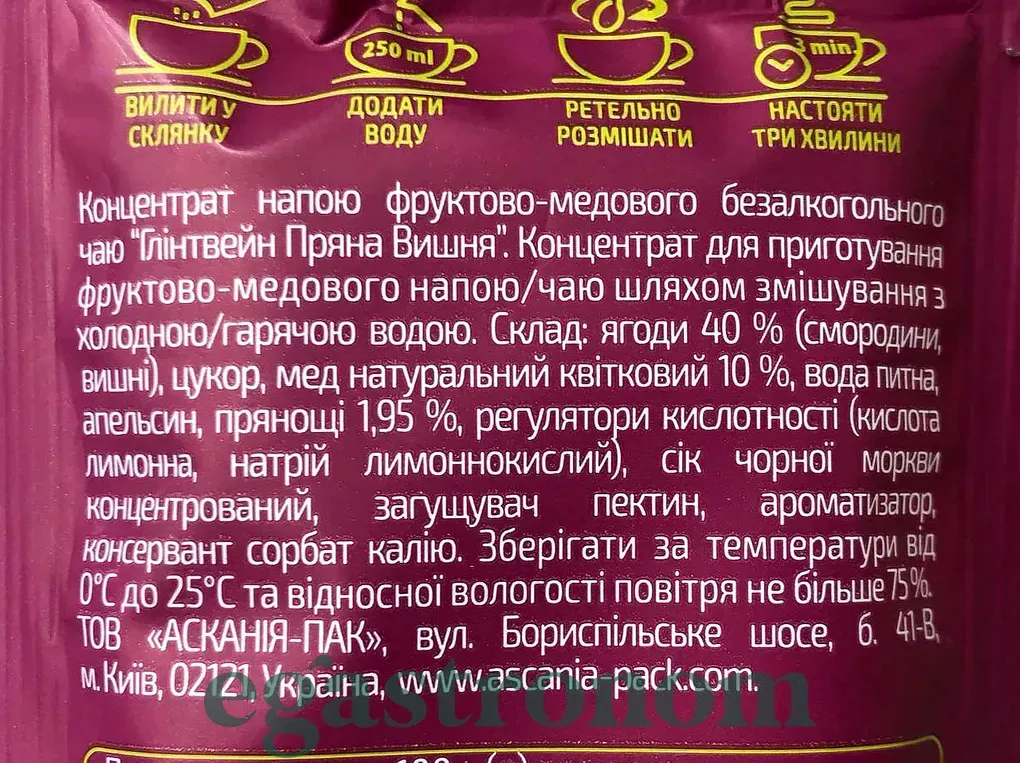 250 ml
3 min.
ВИЛИТИ У
СКЛЯНКУ
ДОДАТИ
ВОДУ
РЕТЕЛЬНО
РОЗМІШАТИ
НАСТОЯТИ
ТРИ ХВИЛИНИ
Концентрат напою фруктово-медового безалкогольного
чаю "Глінтвейн Пряна Вишня". Концентрат для приготування
фруктово-медового напою/чаю шляхом змішування з
холодною/гарячою водою. Склад: ягоди 40 % (смородини,
вишні), цукор, мед натуральний квітковий 10 %, вода питна,
апельсин, прянощі 1,95 %, регулятори кислотності (кислота
лимонна, натрій лимоннокислий), сік чорної моркви
концентрований, загущувач пектин, ароматизатор,
консервант сорбат калію. Зберігати за температури від
0°C до 25°C та відносної вологості повітря не більше 75%.
ТОВ «АСКАНІЯ-ПАК», вул. Бориспільське шосе, б. 41-В,
м.Київ, 02121, Україна, www.ascania-pack.com.
egastronom